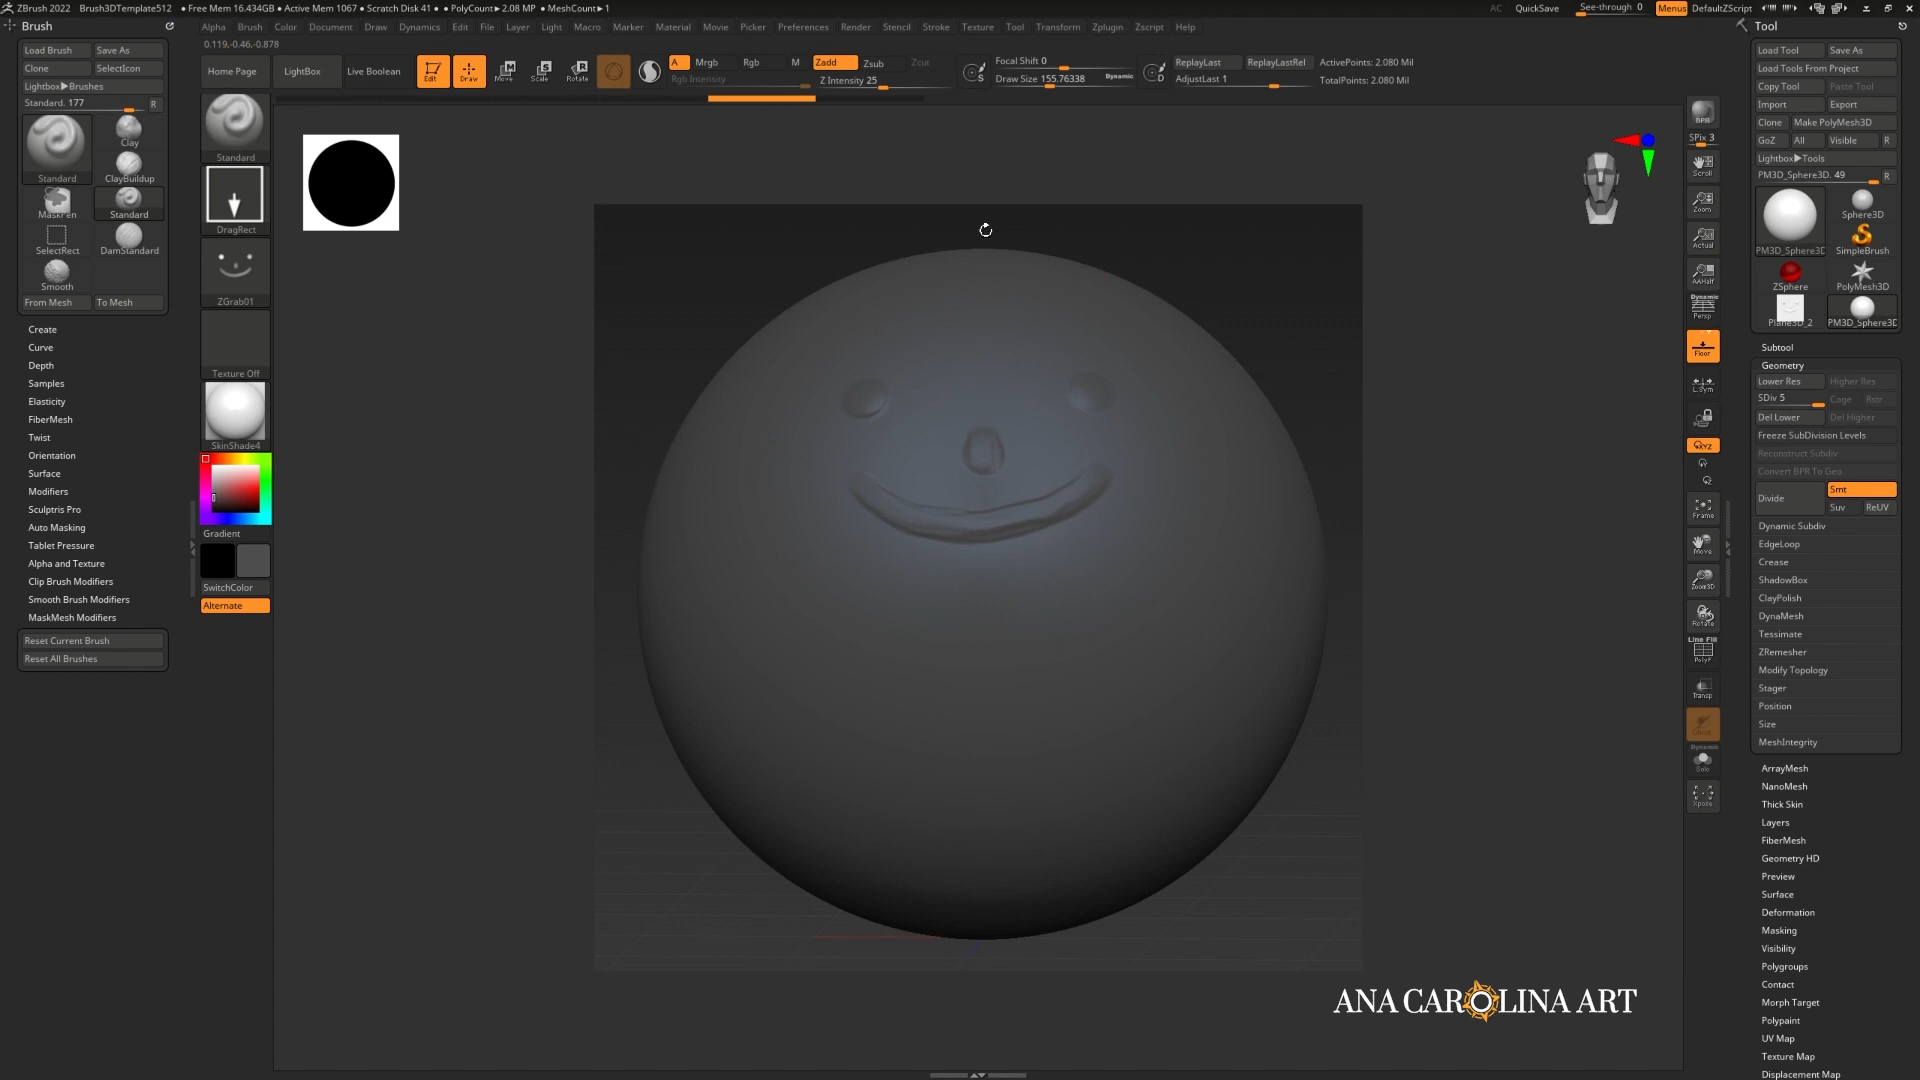 ZBrush 2022 Brush3DTemplate512 ● Free Mem 16.434GB ● Active Mem 1067 ● Scratch Disk 41 ● ● PolyCount► 2.08 MP ● MeshCount► 1
AC QuickSave See-through 0 Menus DefaultZScript
Brush
Alpha Brush Color Document Draw Dynamics Edit File Layer Light Macro Marker Material Movie Picker Preferences Render Stencil Stroke Texture Tool Transform Zplugin Zscript Help
Tool
0.119,-0.46,-0.878
Home Page LightBox Live Boolean Edit Draw Move Scale Rotate
A Mrgb Rgb M Zadd Zsub Zcut
Rgb Intensity Z Intensity 25
S Focal Shift 0
Draw Size 155.76338 Dynamic
D ReplayLast ReplayLastRel ActivePoints: 2.080 Mil
AdjustLast 1 TotalPoints: 2.080 Mil
Load Brush Save As
Clone SelectIcon
Lightbox▶Brushes
Standard. 177 R
Standard Clay
ClayBuildup
MaskPen Standard
SelectRect DamStandard
Smooth
From Mesh To Mesh
Create
Curve
Depth
Samples
Elasticity
FiberMesh
Twist
Orientation
Surface
Modifiers
Sculptris Pro
Auto Masking
Tablet Pressure
Alpha and Texture
Clip Brush Modifiers
Smooth Brush Modifiers
MaskMesh Modifiers
Reset Current Brush
Reset All Brushes
Standard
DragRect
ZGrab01
Texture Off
SkinShade4
Gradient
SwitchColor
Alternate
BPR
SPix 3
Scroll
Zoom
Actual
AAHalf
Dynamic
Persp
Floor
L.Sym
XYZ
Frame
Move
Zoom3D
Rotate
Line Fill
PolyF
Transp
Ghost
Dynamic
Solo
Xpose
Load Tool Save As
Load Tools From Project
Copy Tool Paste Tool
Import Export
Clone Make PolyMesh3D
GoZ All Visible R
Lightbox▶Tools
PM3D_Sphere3D. 49 R
PM3D_Sphere3D Sphere3D
SimpleBrush
ZSphere PolyMesh3D
Plane3D_2 PM3D_Sphere3D
Subtool
Geometry
Lower Res Higher Res
SDiv 5 Cage Rstr
Del Lower Del Higher
Freeze SubDivision Levels
Reconstruct Subdiv
Convert BPR To Geo
Divide Smt
Suv ReUV
Dynamic Subdiv
EdgeLoop
Crease
ShadowBox
ClayPolish
DynaMesh
Tessimate
ZRemesher
Modify Topology
Stager
Position
Size
MeshIntegrity
ArrayMesh
NanoMesh
Thick Skin
Layers
FiberMesh
Geometry HD
Preview
Surface
Deformation
Masking
Visibility
Polygroups
Contact
Morph Target
Polypaint
UV Map
Texture Map
Displacement Map
ANA CAROLINA ART